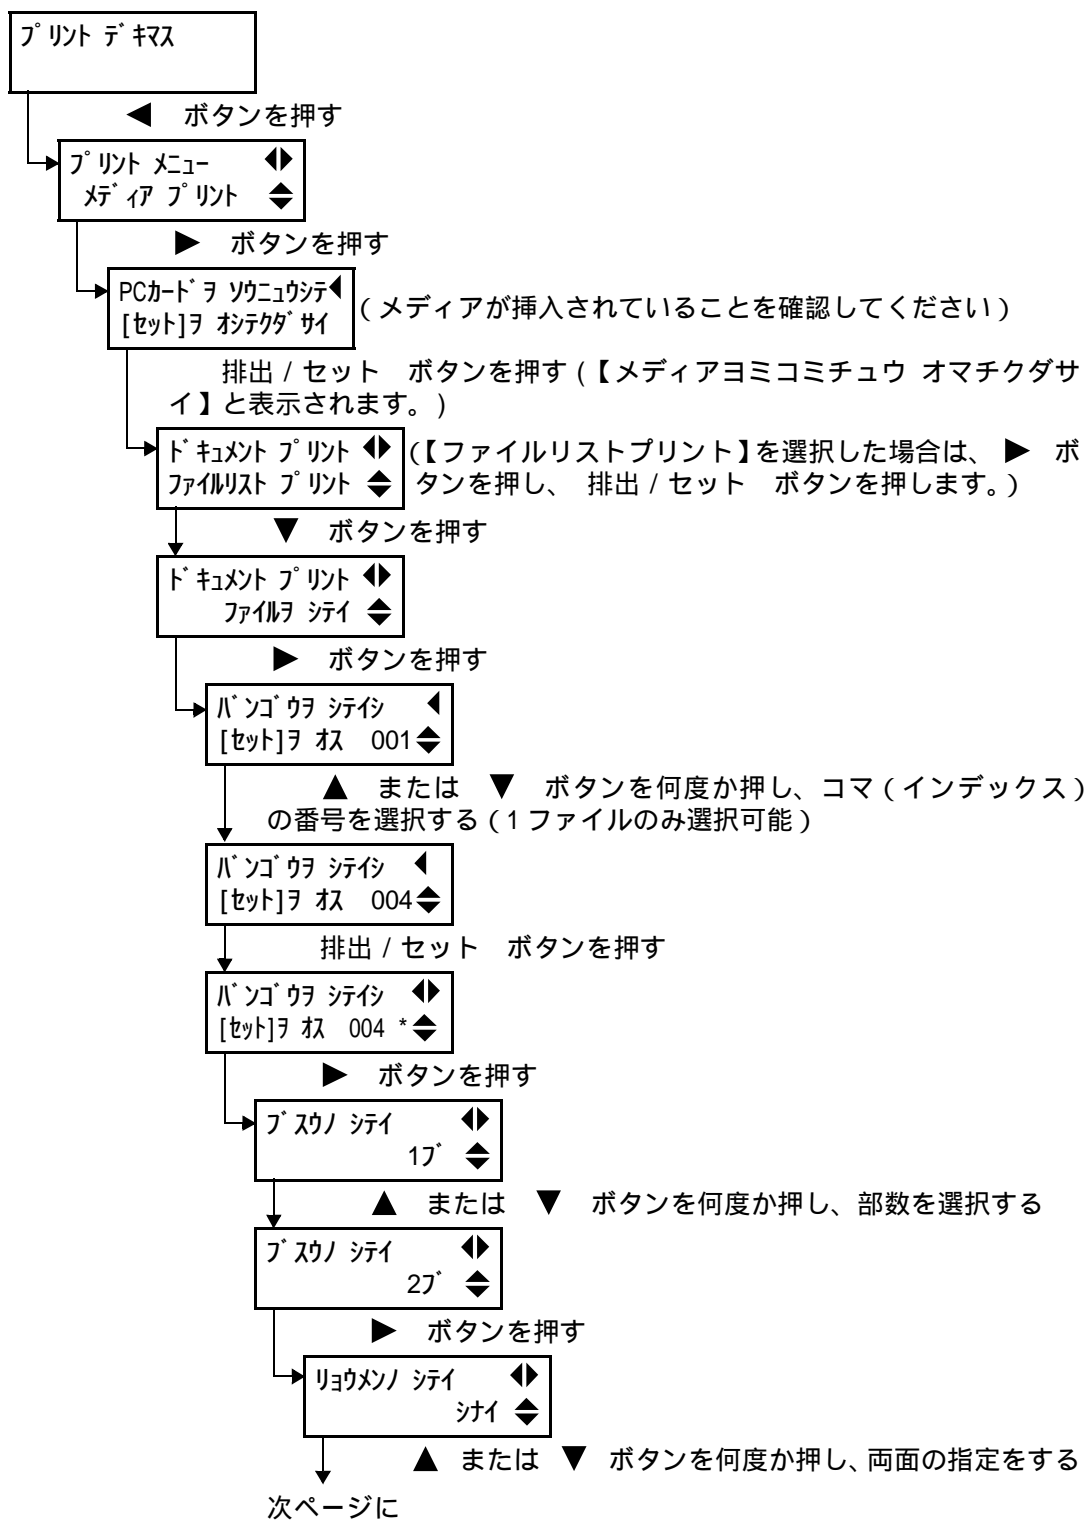 ﾌﾟﾘﾝﾄ ﾃﾞｷﾏｽ
◀ ボタンを押す
ﾌﾟﾘﾝﾄ ﾒﾆｭｰ ◀▶
ﾒﾃﾞｨｱ ﾌﾟﾘﾝﾄ ▲▼
▶ ボタンを押す
PCｶｰﾄﾞｦ ｿｳﾆｭｳｼﾃ◀
[ｾｯﾄ]ｦ ｵｼﾃｸﾀﾞｻｲ
(メディアが挿入されていることを確認してください)
排出 / セット ボタンを押す (【メディアヨミコミチュウ オマチクダサ
イ】と表示されます。)
ﾄﾞｷｭﾒﾝﾄ ﾌﾟﾘﾝﾄ ◀▶
ﾌｧｲﾙﾘｽﾄ ﾌﾟﾘﾝﾄ ▲▼
(【ファイルリストプリント】を選択した場合は、 ▶ ボ
タンを押し、 排出 / セット ボタンを押します。)
▼ ボタンを押す
ﾄﾞｷｭﾒﾝﾄ ﾌﾟﾘﾝﾄ ◀▶
ﾌｧｲﾙｦ ｼﾃｲ ▲▼
▶ ボタンを押す
ﾊﾞﾝｺﾞｳｦ ｼﾃｲｼ ◀
[ｾｯﾄ]ｦ ｵｽ 001 ▲▼
▲ または ▼ ボタンを何度か押し、コマ(インデックス)
の番号を選択する(1 ファイルのみ選択可能)
ﾊﾞﾝｺﾞｳｦ ｼﾃｲｼ ◀
[ｾｯﾄ]ｦ ｵｽ 004 ▲▼
排出 / セット ボタンを押す
ﾊﾞﾝｺﾞｳｦ ｼﾃｲｼ ◀▶
[ｾｯﾄ]ｦ ｵｽ 004 * ▲▼
▶ ボタンを押す
ﾌﾞｽｳﾉ ｼﾃｲ ◀▶
1ﾌﾞ ▲▼
▲ または ▼ ボタンを何度か押し、部数を選択する
ﾌﾞｽｳﾉ ｼﾃｲ ◀▶
2ﾌﾞ ▲▼
▶ ボタンを押す
ﾘｮｳﾒﾝﾉ ｼﾃｲ ◀▶
ｼﾅｲ ▲▼
▲ または ▼ ボタンを何度か押し、両面の指定をする
次ページに